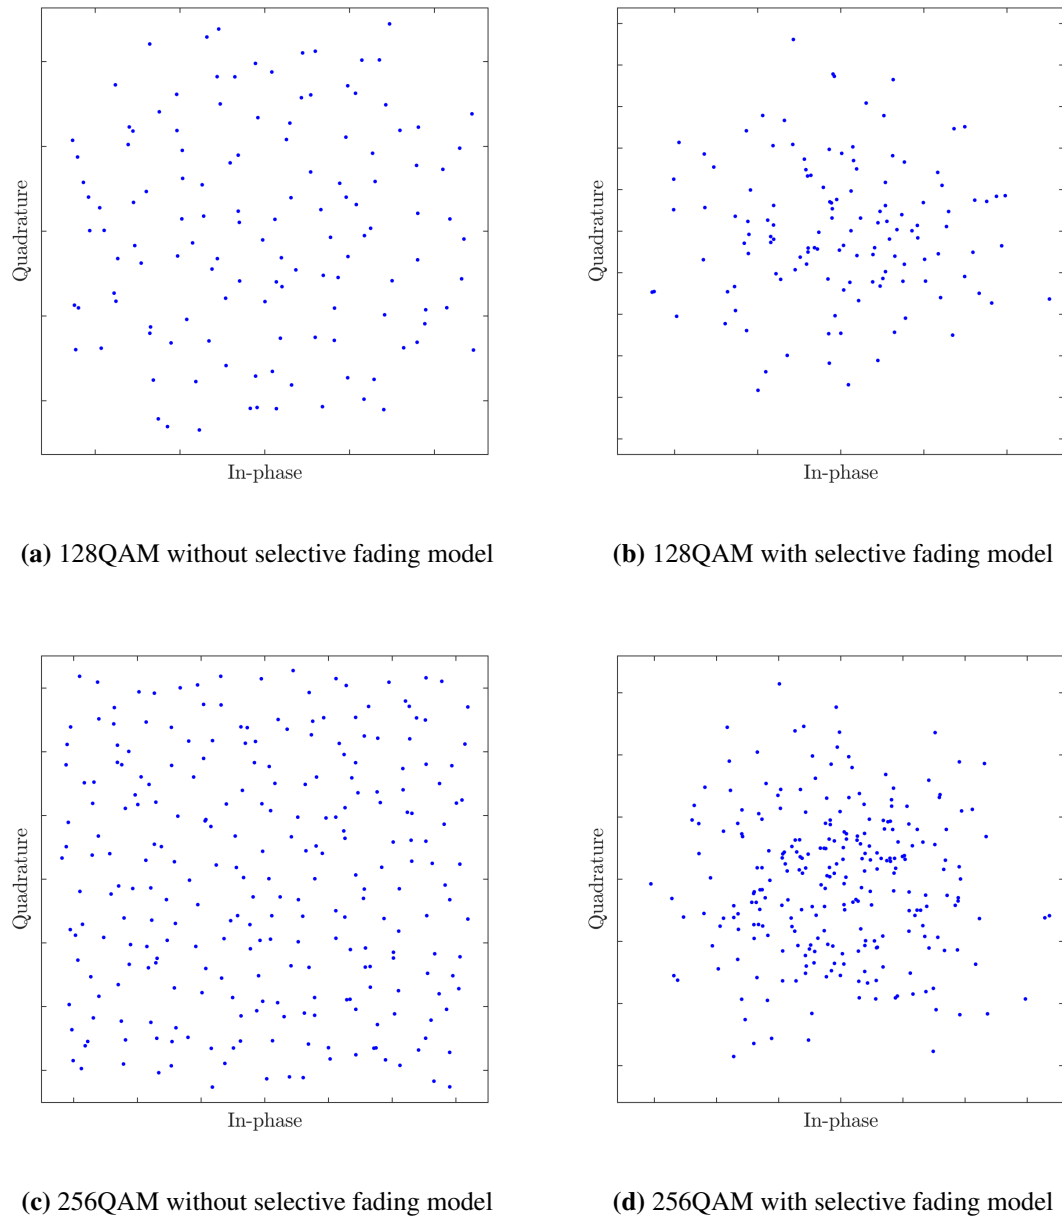 Quadrature
In-phase
(a) 128QAM without selective fading model
Quadrature
In-phase
(b) 128QAM with selective fading model
Quadrature
In-phase
(c) 256QAM without selective fading model
Quadrature
In-phase
(d) 256QAM with selective fading model